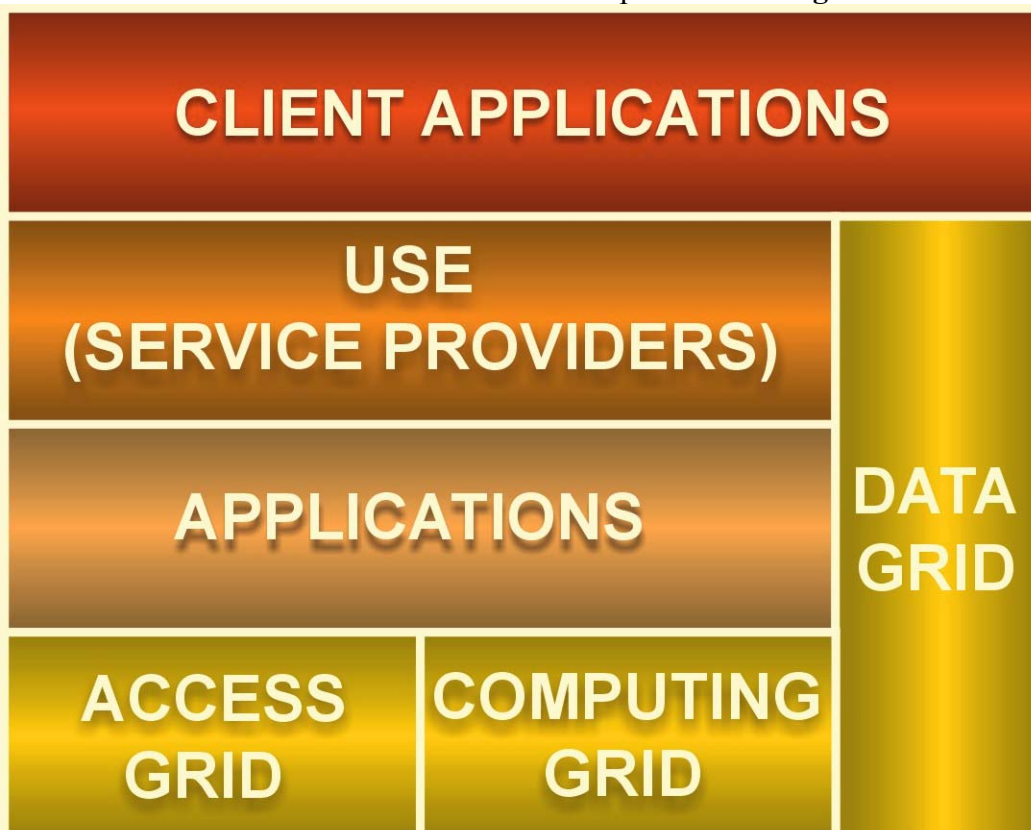 CLIENT APPLICATIONS
USE
(SERVICE PROVIDERS)
APPLICATIONS
DATA
GRID
ACCESS
GRID
COMPUTING
GRID